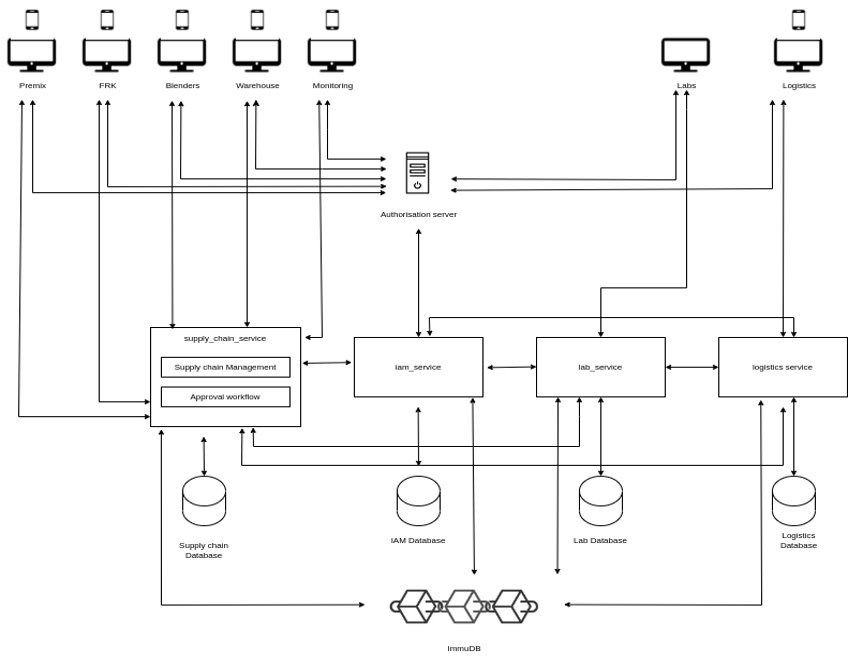 Premix
FRK
Blenders
Warehouse
Monitoring
Labs
Logistics
Authorisation server
supply_chain_service
Supply chain Management
Approval workflow
iam_service
lab_service
logistics service
Supply chain
Database
IAM Database
Lab Database
Logistics
Database
ImmuDB